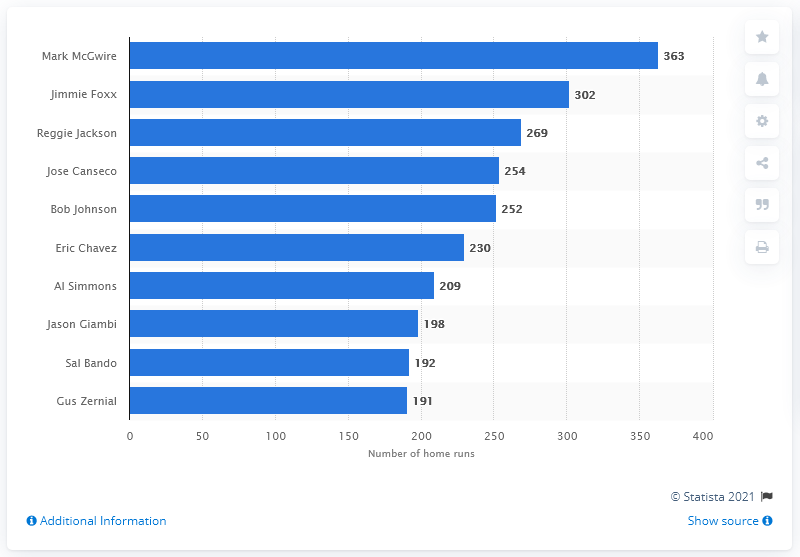 Mark McGwire 363
Jimmie Foxx 302
Reggie Jackson 269
Jose Canseco 254
Bob Johnson 252
Eric Chavez 230
Al Simmons 209
Jason Giambi 198
Sal Bando 192
Gus Zernial 191
0 50 100 150 200 250 300 350 400
Number of home runs
© Statista 2021
Additional Information Show source